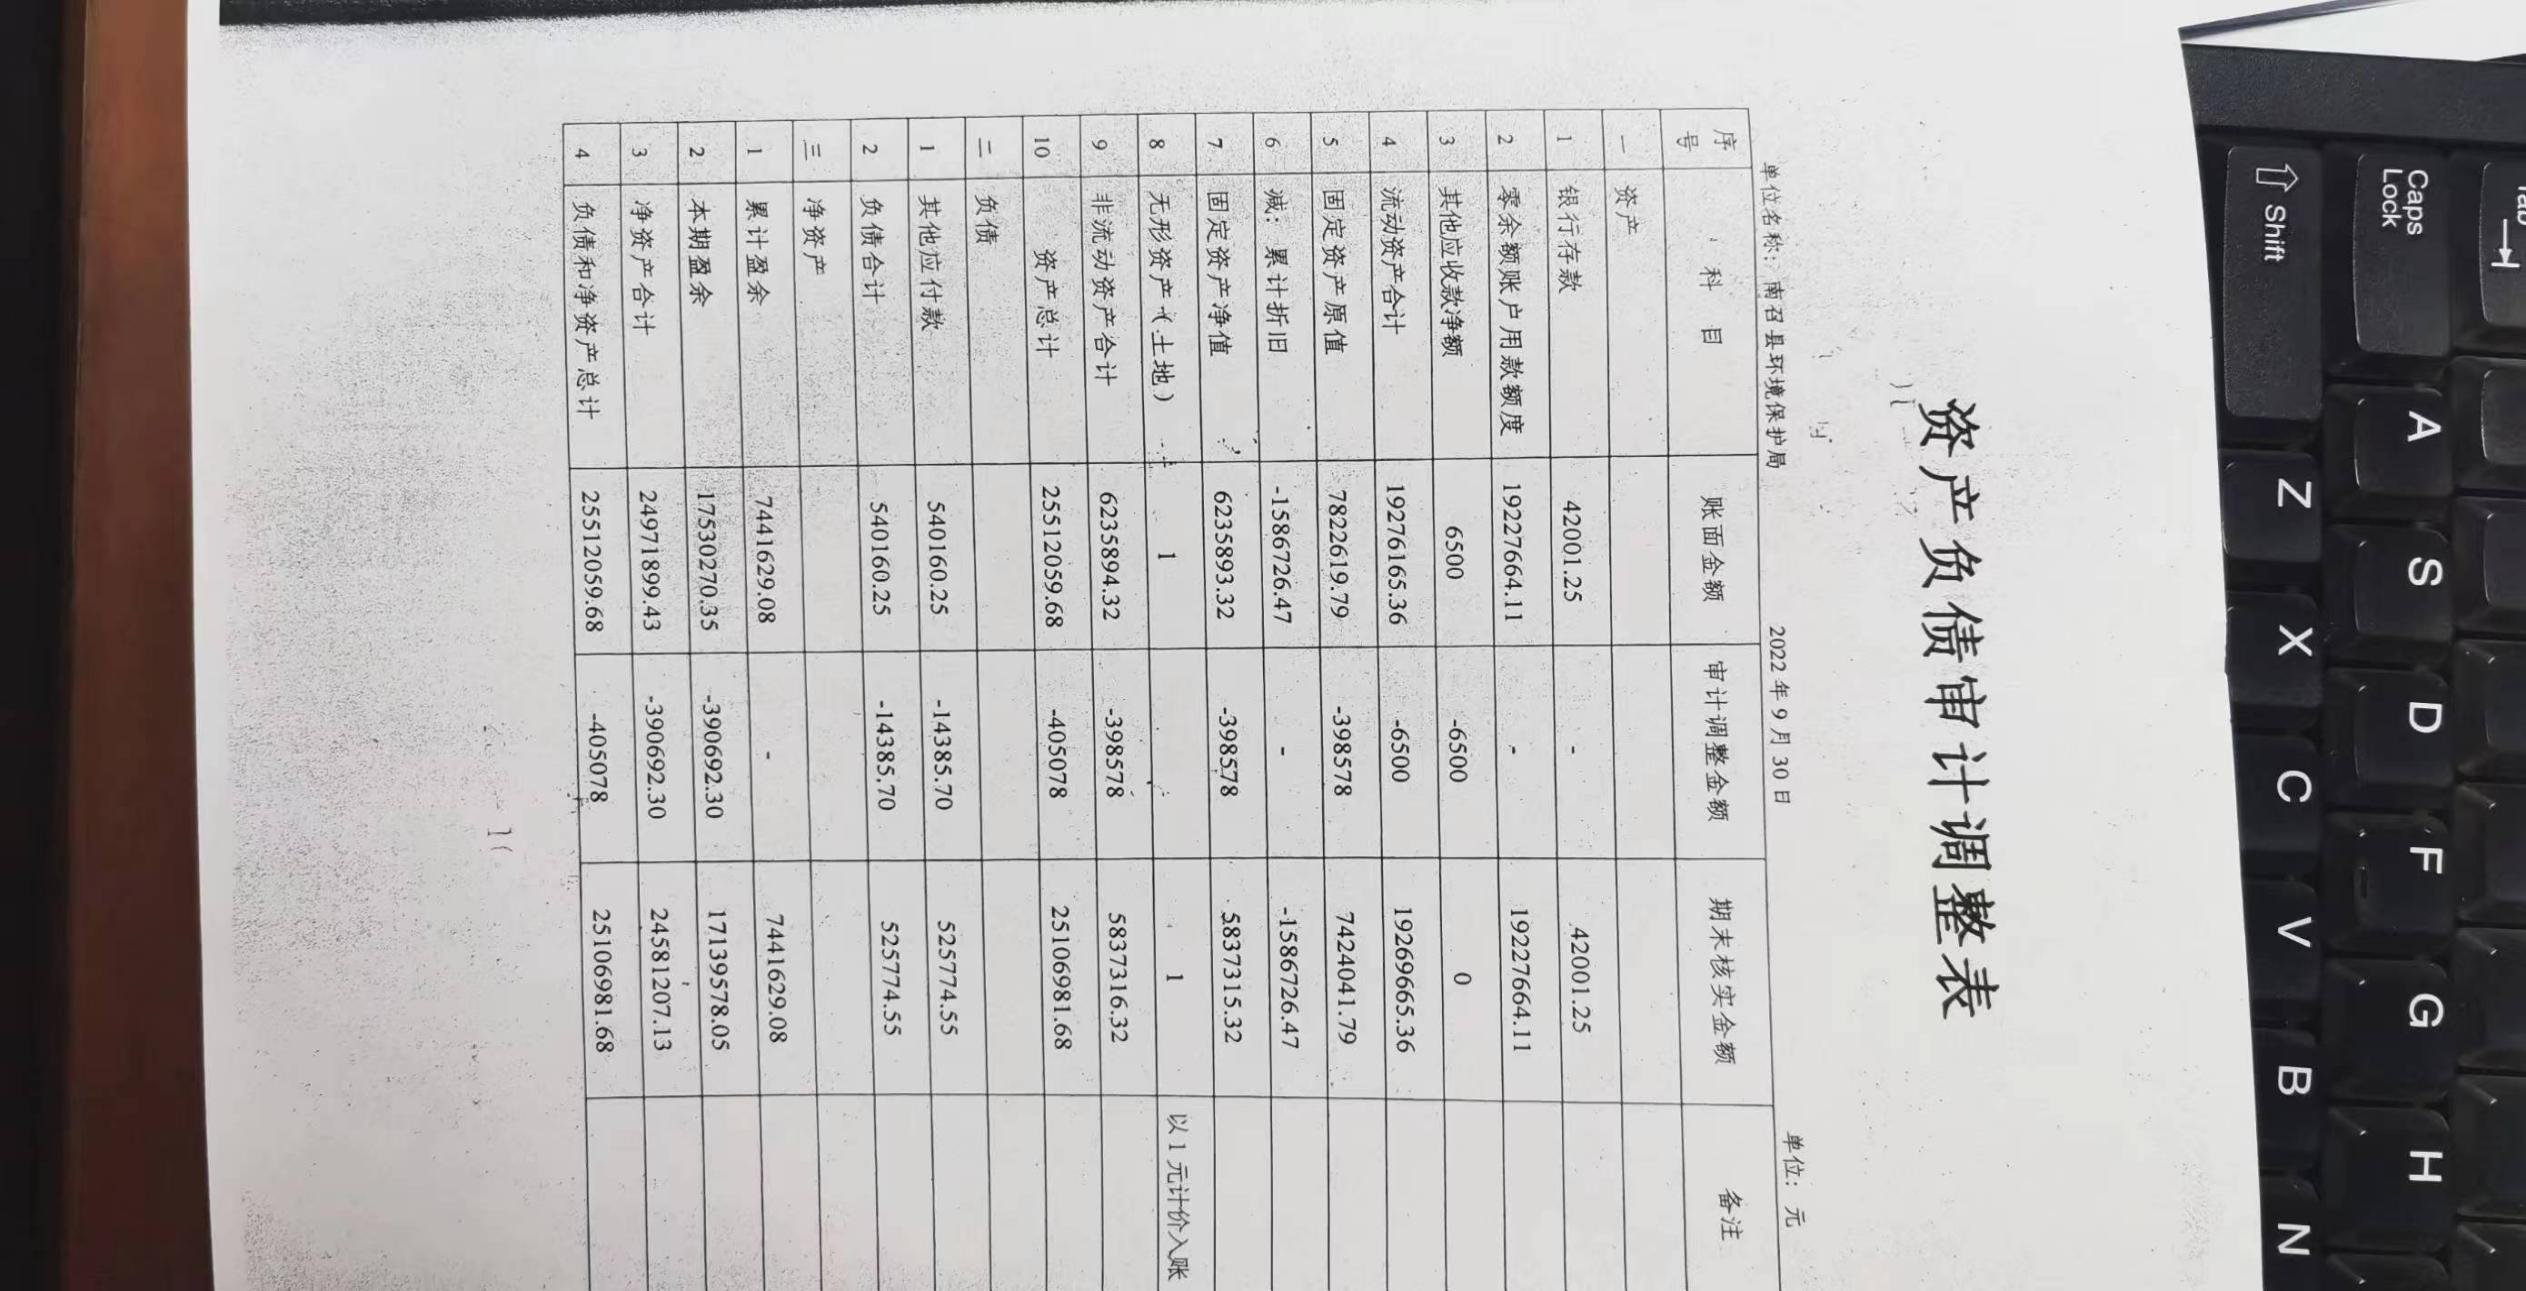 资产负债审计调整表
单位名称: 南召县环境保护局 2022年9月30日 单位: 元
序号 科目 账面金额 审计调整金额 期末核实金额 备注
一 资产
1 银行存款 42001.25 - 42001.25
2 零余额账户用款额度 19227664.11 - 19227664.11
3 其他应收款净额 6500 -6500 0
4 流动资产合计 19276165.36 -6500 19269665.36
5 固定资产原值 7822619.79 -398578 7424041.79
6 减: 累计折旧 -1586726.47 - -1586726.47
7 固定资产净值 6235893.32 -398578 5837315.32
8 无形资产(土地) 1 1 以1元计价入账
9 非流动资产合计 6235894.32 -398578 5837316.32
10 资产总计 25512059.68 -405078 25106981.68
二 负债
1 其他应付款 540160.25 -14385.70 525774.55
2 负债合计 540160.25 -14385.70 525774.55
三 净资产
1 累计盈余 7441629.08 - 7441629.08
2 本期盈余 17530270.35 -390692.30 17139578.05
3 净资产合计 24971899.43 -390692.30 24581207.13
4 负债和净资产总计 25512059.68 -405078 25106981.68
Tab
Caps Lock A S D F G H
Shift Z X C V B N